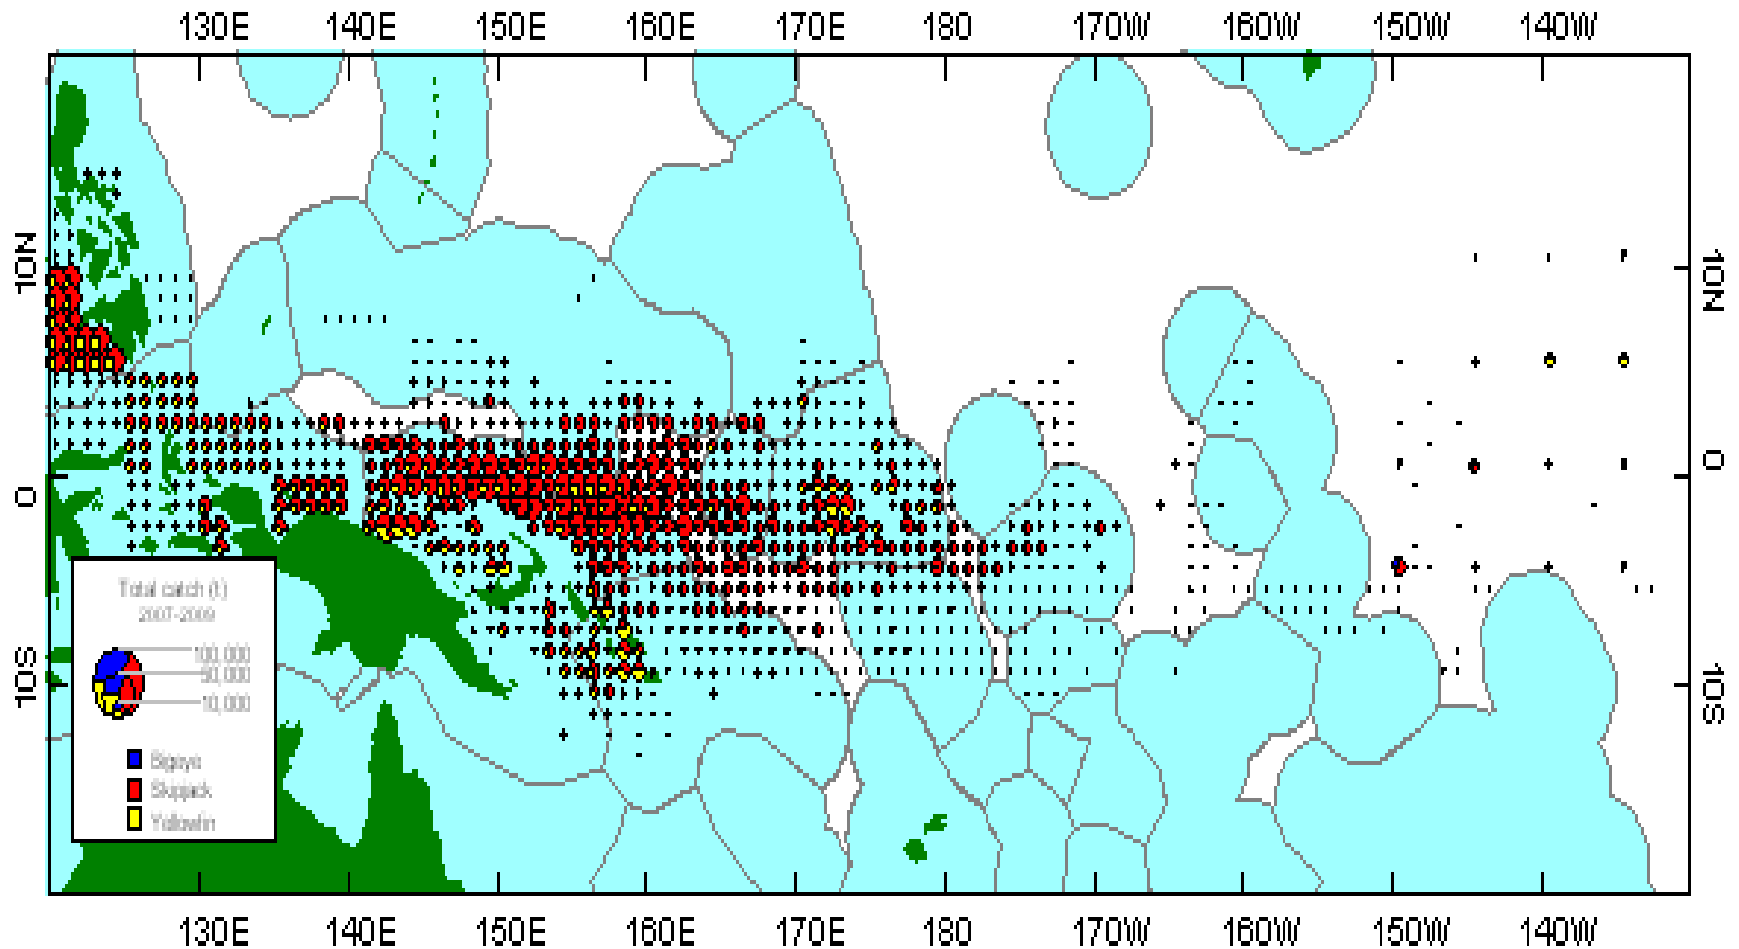 130E 140E 150E 160E 170E 180 170W 160W 150W 140W
10N 10N
0 0
10S 10S
Total catch (t.)
2007-2009
100,000
50,000
10,000
Bigeye
Skipjack
Yellowfin
130E 140E 150E 160E 170E 180 170W 160W 150W 140W